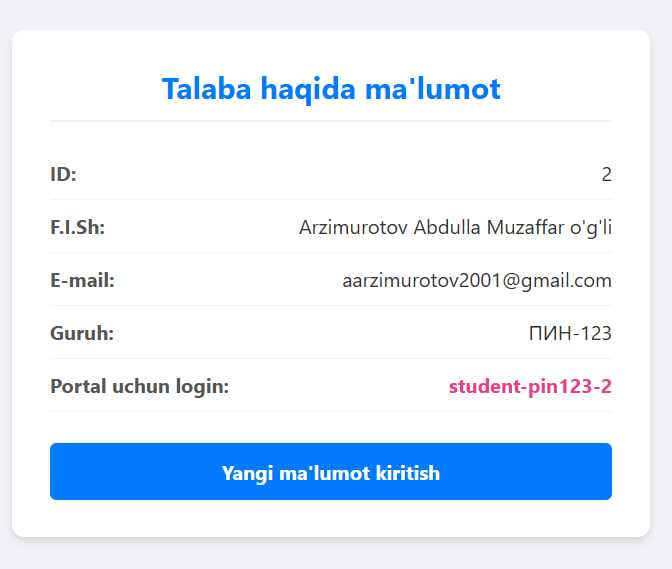 Talaba haqida ma'lumot
ID: 2
F.I.Sh: Arzimurotov Abdulla Muzaffar o'g'li
E-mail: aarzimurotov2001@gmail.com
Guruh: ПИН-123
Portal uchun login: student-pin123-2
Yangi ma'lumot kiritish